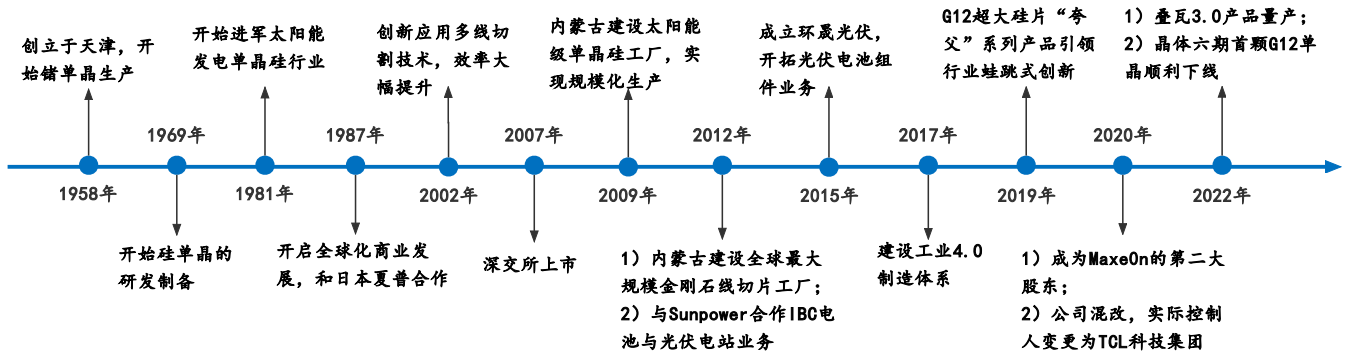 创立于天津，开
始锗单晶生产
1958年
1969年
开始硅单晶的
研发制备
开始进军太阳能
发电单晶硅行业
1981年
1987年
开启全球化商业发
展，和日本夏普合作
创新应用多线切
割技术，效率大
幅提升
2002年
2007年
深交所上市
内蒙古建设太阳能
级单晶硅工厂，实
现规模化生产
2009年
2012年
1）内蒙古建设全球最大
规模金刚石线切片工厂；
2）与Sunpower合作IBC电
池与光伏电站业务
成立环晟光伏，
开拓光伏电池组
件业务
2015年
2017年
建设工业4.0
制造体系
G12超大硅片“夸
父”系列产品引领
行业蛙跳式创新
2019年
2020年
1）成为MaxeOn的第二大
股东；
2）公司混改，实际控制
人变更为TCL科技集团
1）叠瓦3.0产品量产；
2）晶体六期首颗G12单
晶顺利下线
2022年